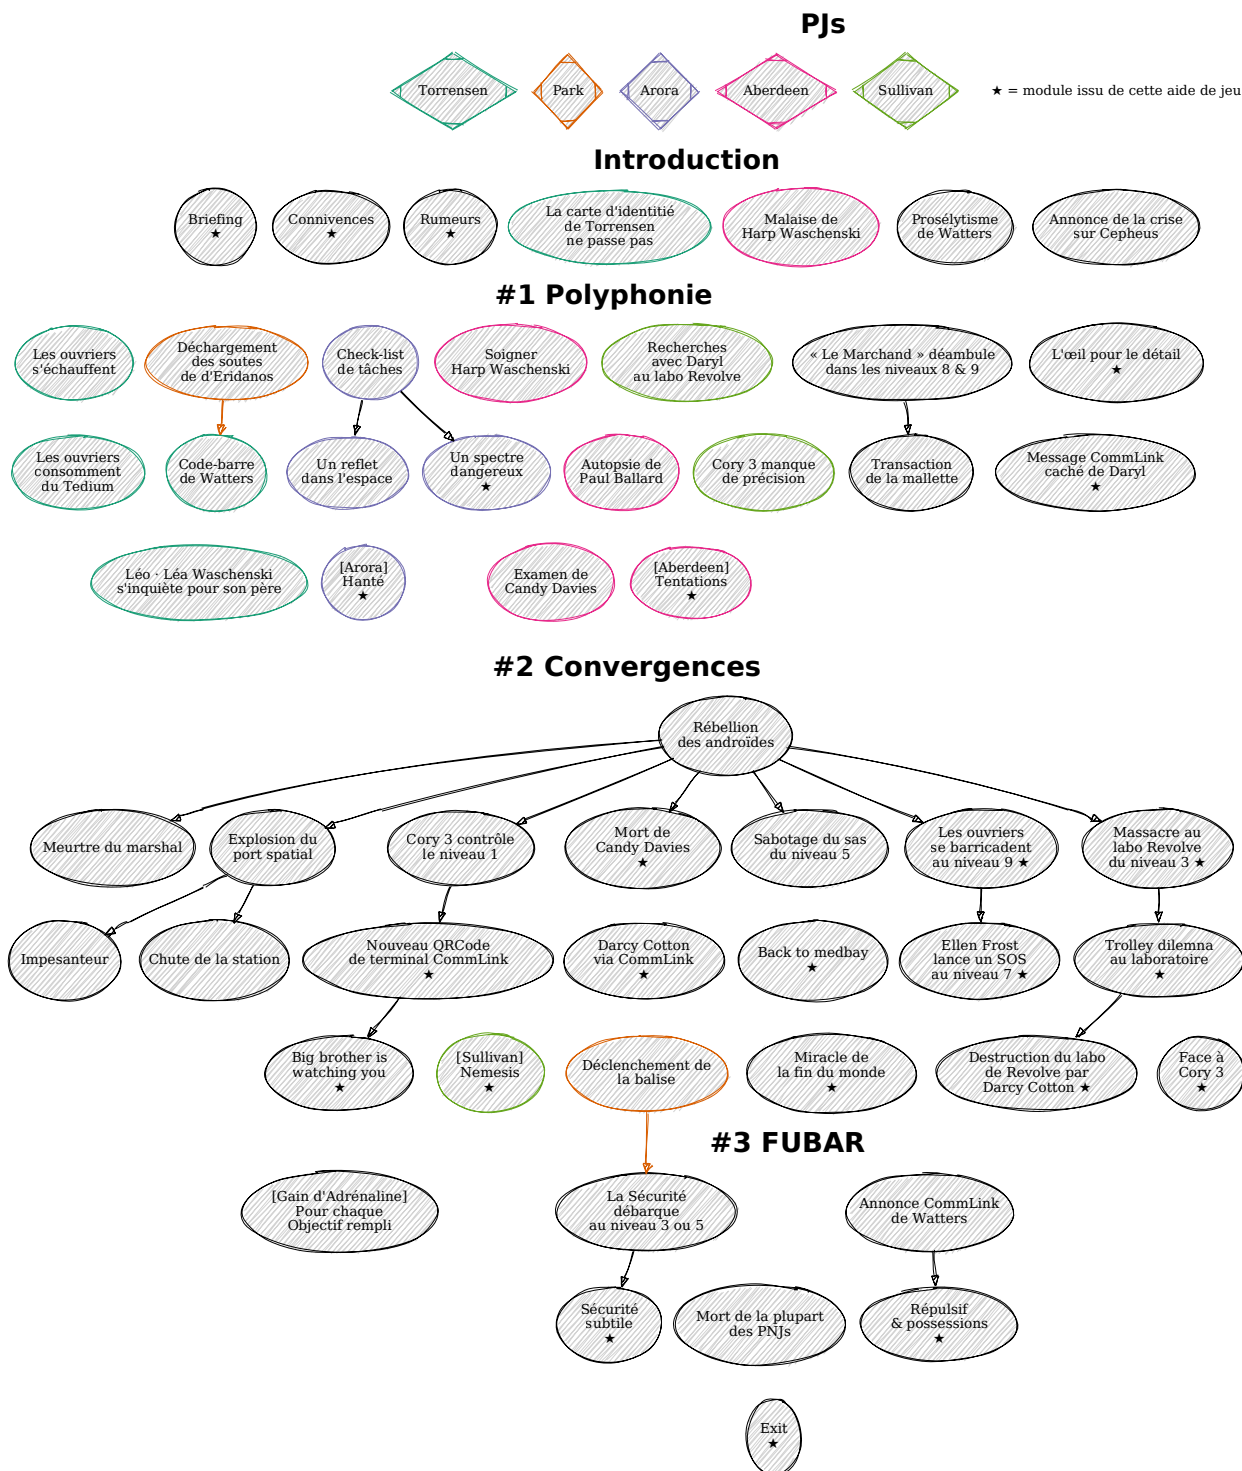 PJs
Torrensen
Park
Arora
Aberdeen
Sullivan
★ = module issu de cette aide de jeu
Introduction
Briefing
★
Connivences
★
Rumeurs
★
La carte d'identitié
de Torrensen
ne passe pas
Malaise de
Harp Waschenski
Prosélytisme
de Watters
Annonce de la crise
sur Cepheus
#1 Polyphonie
Les ouvriers
s'échauffent
Déchargement
des soutes
de d'Eridanos
Check-list
de tâches
Soigner
Harp Waschenski
Recherches
avec Daryl
au labo Revolve
« Le Marchand » déambule
dans les niveaux 8 & 9
L'œil pour le détail
★
Les ouvriers
consomment
du Tedium
Code-barre
de Watters
Un reflet
dans l'espace
Un spectre
dangereux
★
Autopsie de
Paul Ballard
Cory 3 manque
de précision
Transaction
de la mallette
Message CommLink
caché de Daryl
★
Léo · Léa Waschenski
s'inquiète pour son père
[Arora]
Hanté
★
Examen de
Candy Davies
[Aberdeen]
Tentations
★
#2 Convergences
Rébellion
des androïdes
Meurtre du marshal
Explosion du
port spatial
Cory 3 contrôle
le niveau 1
Mort de
Candy Davies
★
Sabotage du sas
du niveau 5
Les ouvriers
se barricadent
au niveau 9 ★
Massacre au
labo Revolve
du niveau 3 ★
Impesanteur
Chute de la station
Nouveau QRCode
de terminal CommLink
★
Darcy Cotton
via CommLink
★
Back to medbay
★
Ellen Frost
lance un SOS
au niveau 7 ★
Trolley dilemna
au laboratoire
★
Big brother is
watching you
★
[Sullivan]
Nemesis
★
Déclenchement de
la balise
Miracle de
la fin du monde
★
Destruction du labo
de Revolve par
Darcy Cotton ★
Face à
Cory 3
★
#3 FUBAR
[Gain d'Adrénaline]
Pour chaque
Objectif rempli
La Sécurité
débarque
au niveau 3 ou 5
Annonce CommLink
de Watters
Sécurité
subtile
★
Mort de la plupart
des PNJs
Répulsif
& possessions
★
Exit
★